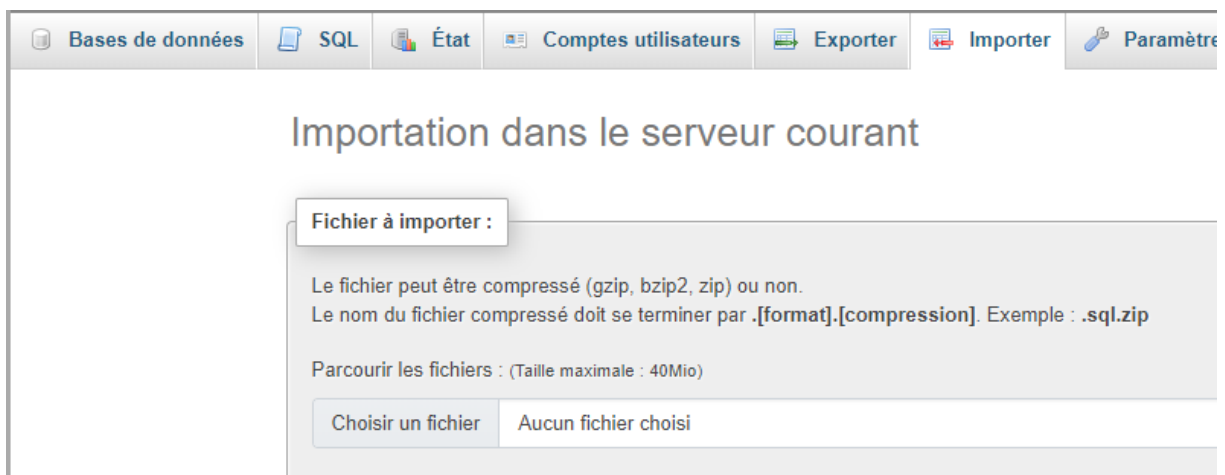 Bases de données SQL État Comptes utilisateurs Exporter Importer Paramètre
Importation dans le serveur courant
Fichier à importer :
Le fichier peut être compressé (gzip, bzip2, zip) ou non.
Le nom du fichier compressé doit se terminer par .[format].[compression]. Exemple : .sql.zip
Parcourir les fichiers : (Taille maximale : 40Mio)
Choisir un fichier Aucun fichier choisi